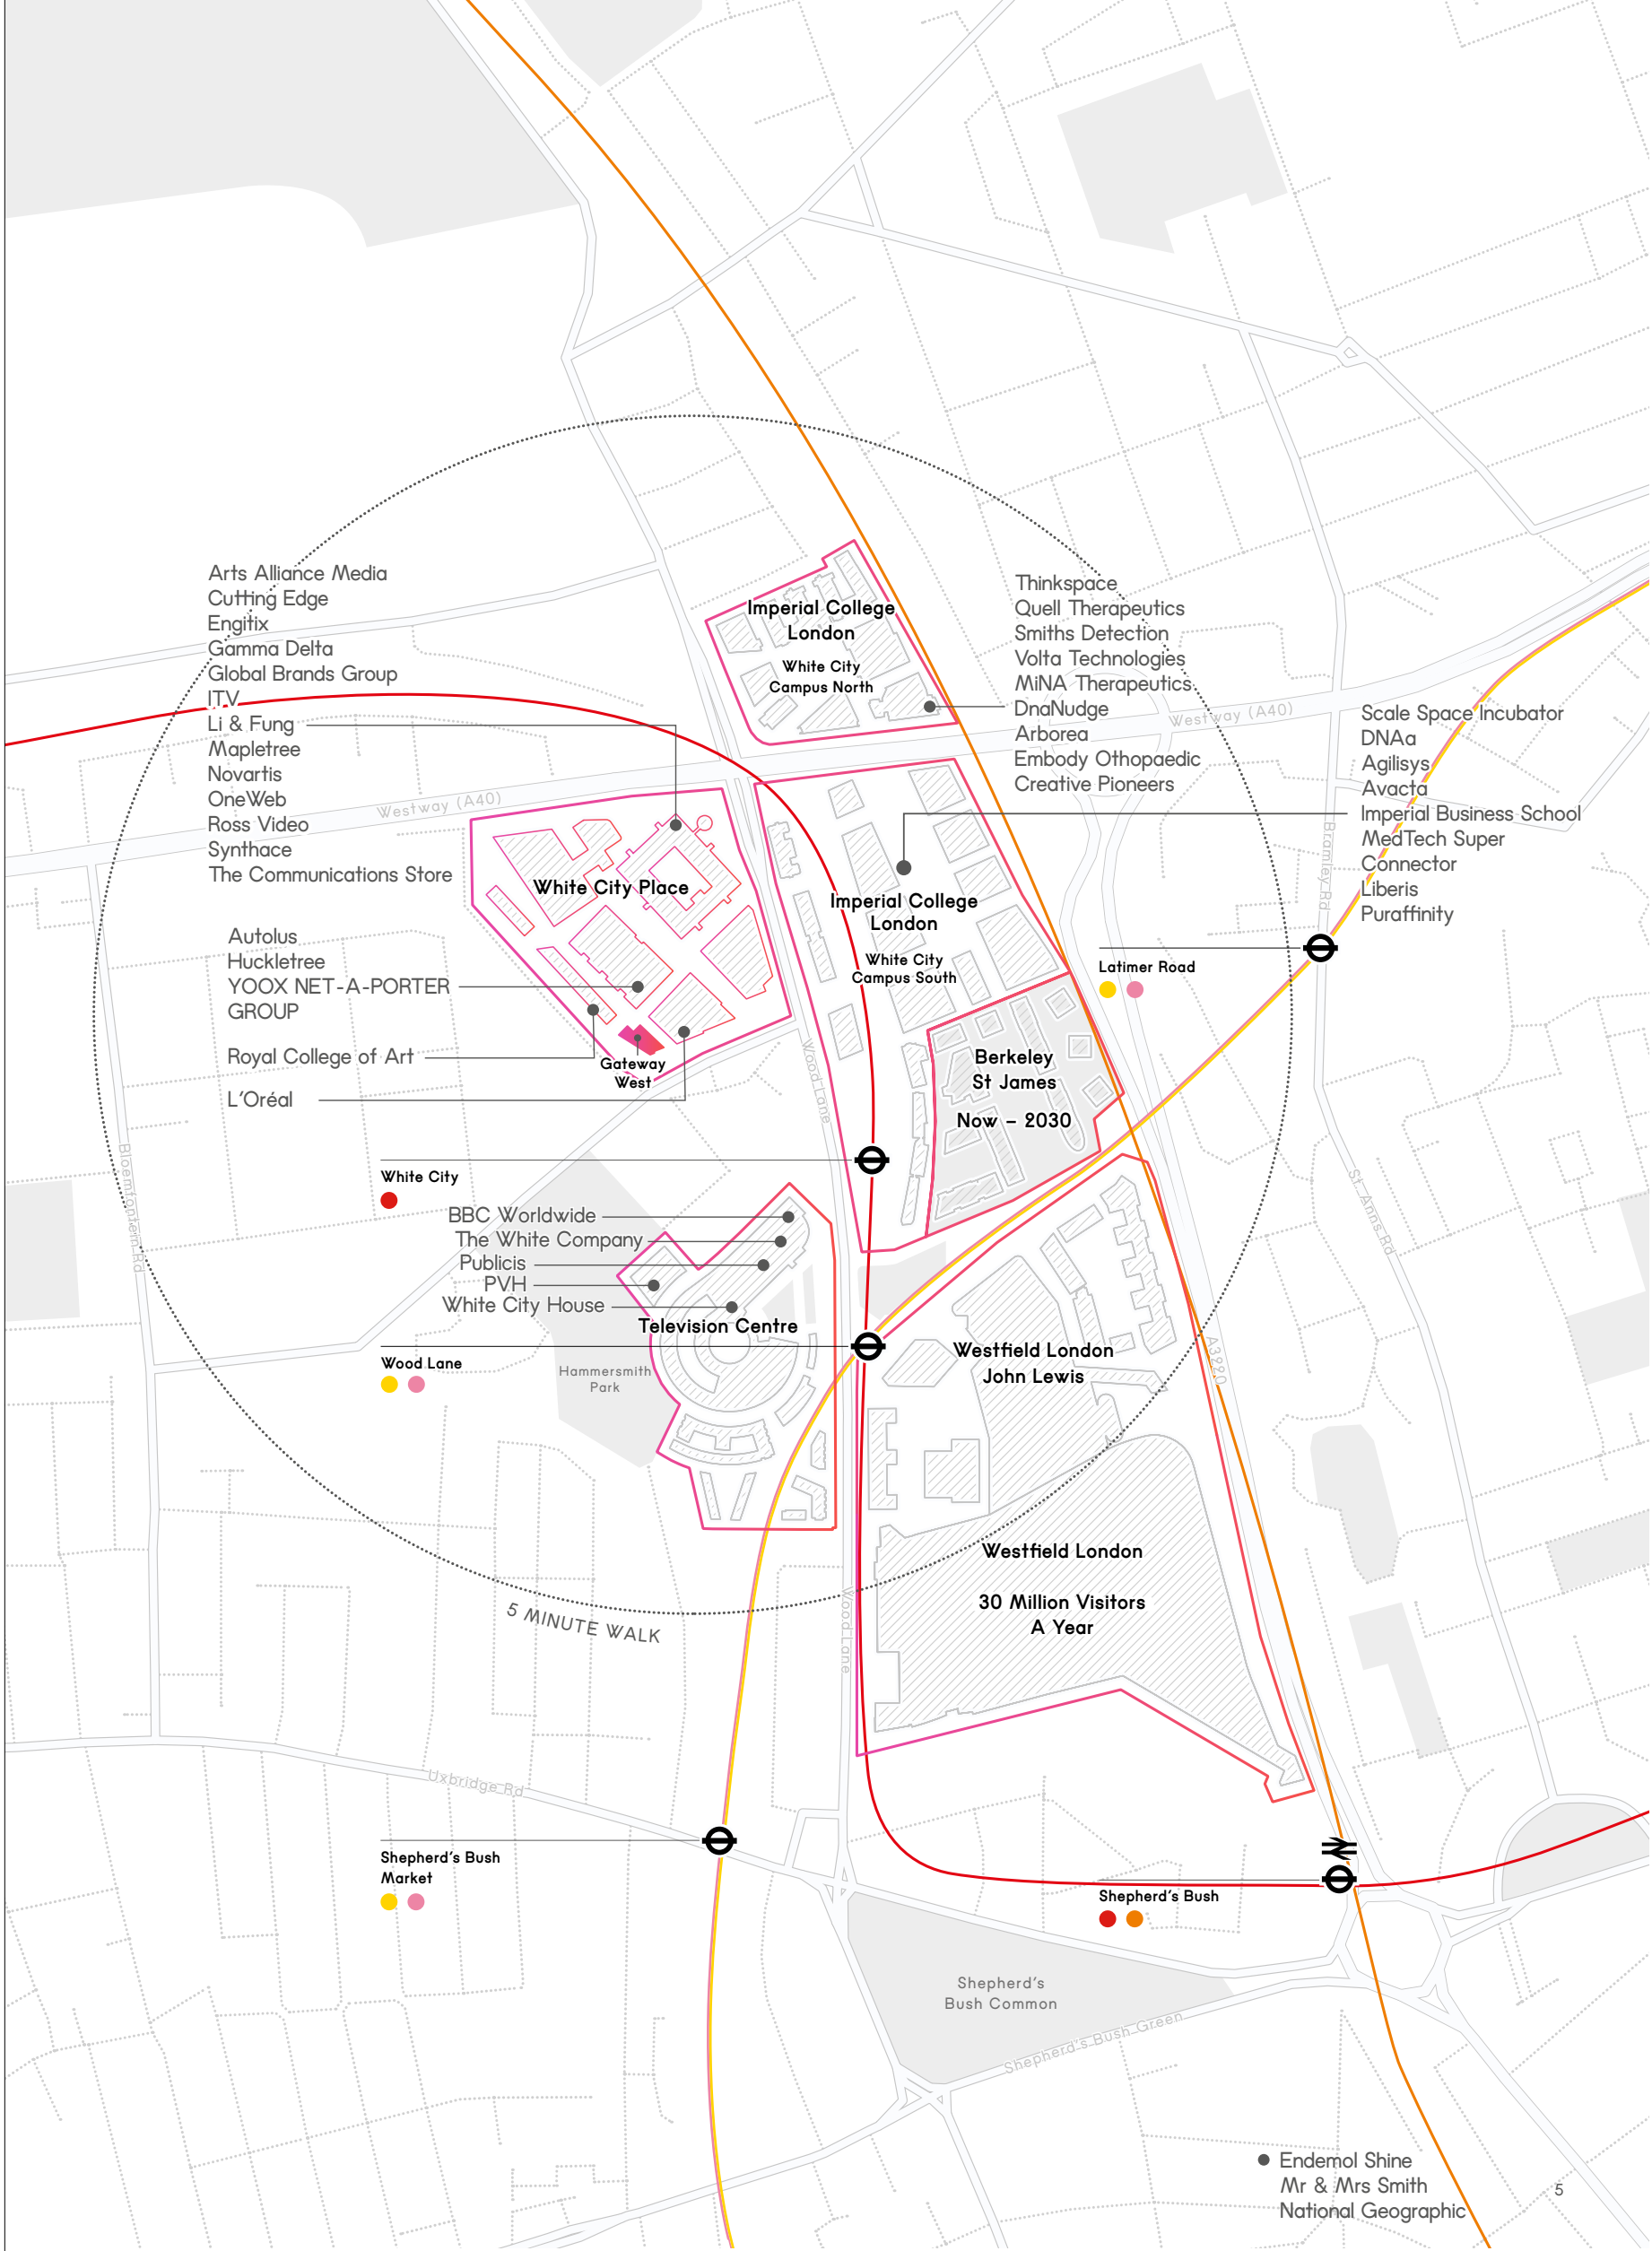 Arts Alliance Media
Cutting Edge
Engitix
Gamma Delta
Global Brands Group
ITV
Li & Fung
Mapletree
Novartis
OneWeb
Ross Video
Synthace
The Communications Store
Autolus
Huckletree
YOOX NET-A-PORTER
GROUP
Royal College of Art
L'Oréal
Imperial College
London
White City
Campus North
Thinkspace
Quell Therapeutics
Smiths Detection
Volta Technologies
MiNA Therapeutics
DnaNudge
Arborea
Embody Othopaedic
Creative Pioneers
Westway (A40)
Scale Space Incubator
DNAa
Agilisys
Avacta
Imperial Business School
MedTech Super
Connector
Liberis
Puraffinity
Westway (A40)
White City Place
Gateway
West
Imperial College
London
White City
Campus South
Bramley Rd
Latimer Road
Berkeley
St James
Now – 2030
Wood Lane
Bloemfontein Rd
St. Anns Rd
White City
BBC Worldwide
The White Company
Publicis
PVH
White City House
Television Centre
Wood Lane
Hammersmith
Park
Westfield London
John Lewis
A3220
Westfield London
30 Million Visitors
A Year
5 MINUTE WALK
Wood Lane
Uxbridge Rd
Shepherd's Bush
Market
Shepherd's Bush
Shepherd's
Bush Common
Shepherd's Bush Green
Endemol Shine
Mr & Mrs Smith
National Geographic
5